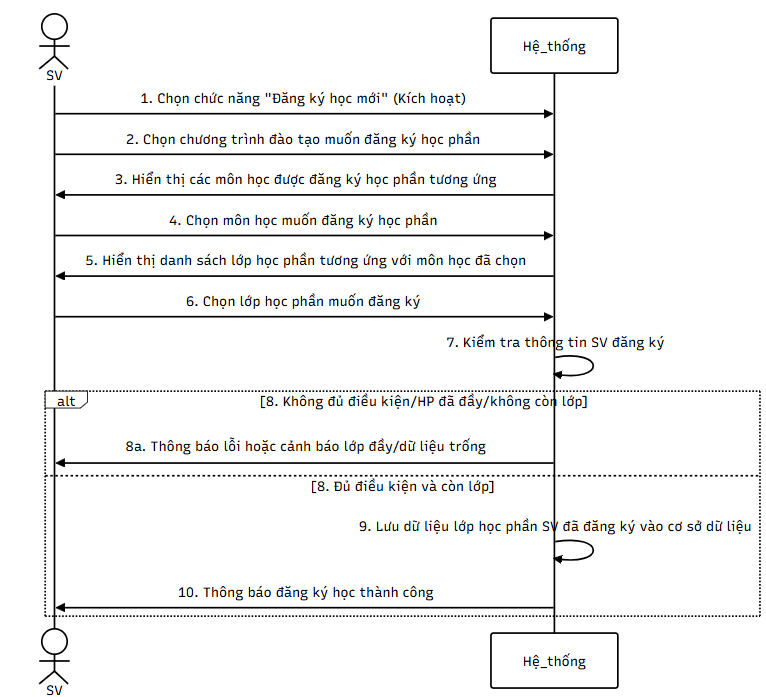 SV
Hệ_thống
1. Chọn chức năng "Đăng ký học mới" (Kích hoạt)
2. Chọn chương trình đào tạo muốn đăng ký học phần
3. Hiển thị các môn học được đăng ký học phần tương ứng
4. Chọn môn học muốn đăng ký học phần
5. Hiển thị danh sách lớp học phần tương ứng với môn học đã chọn
6. Chọn lớp học phần muốn đăng ký
7. Kiểm tra thông tin SV đăng ký
alt
[8. Không đủ điều kiện/HP đã đầy/không còn lớp]
8a. Thông báo lỗi hoặc cảnh báo lớp đầy/dữ liệu trống
[8. Đủ điều kiện và còn lớp]
9. Lưu dữ liệu lớp học phần SV đã đăng ký vào cơ sở dữ liệu
10. Thông báo đăng ký học thành công
SV
Hệ_thống